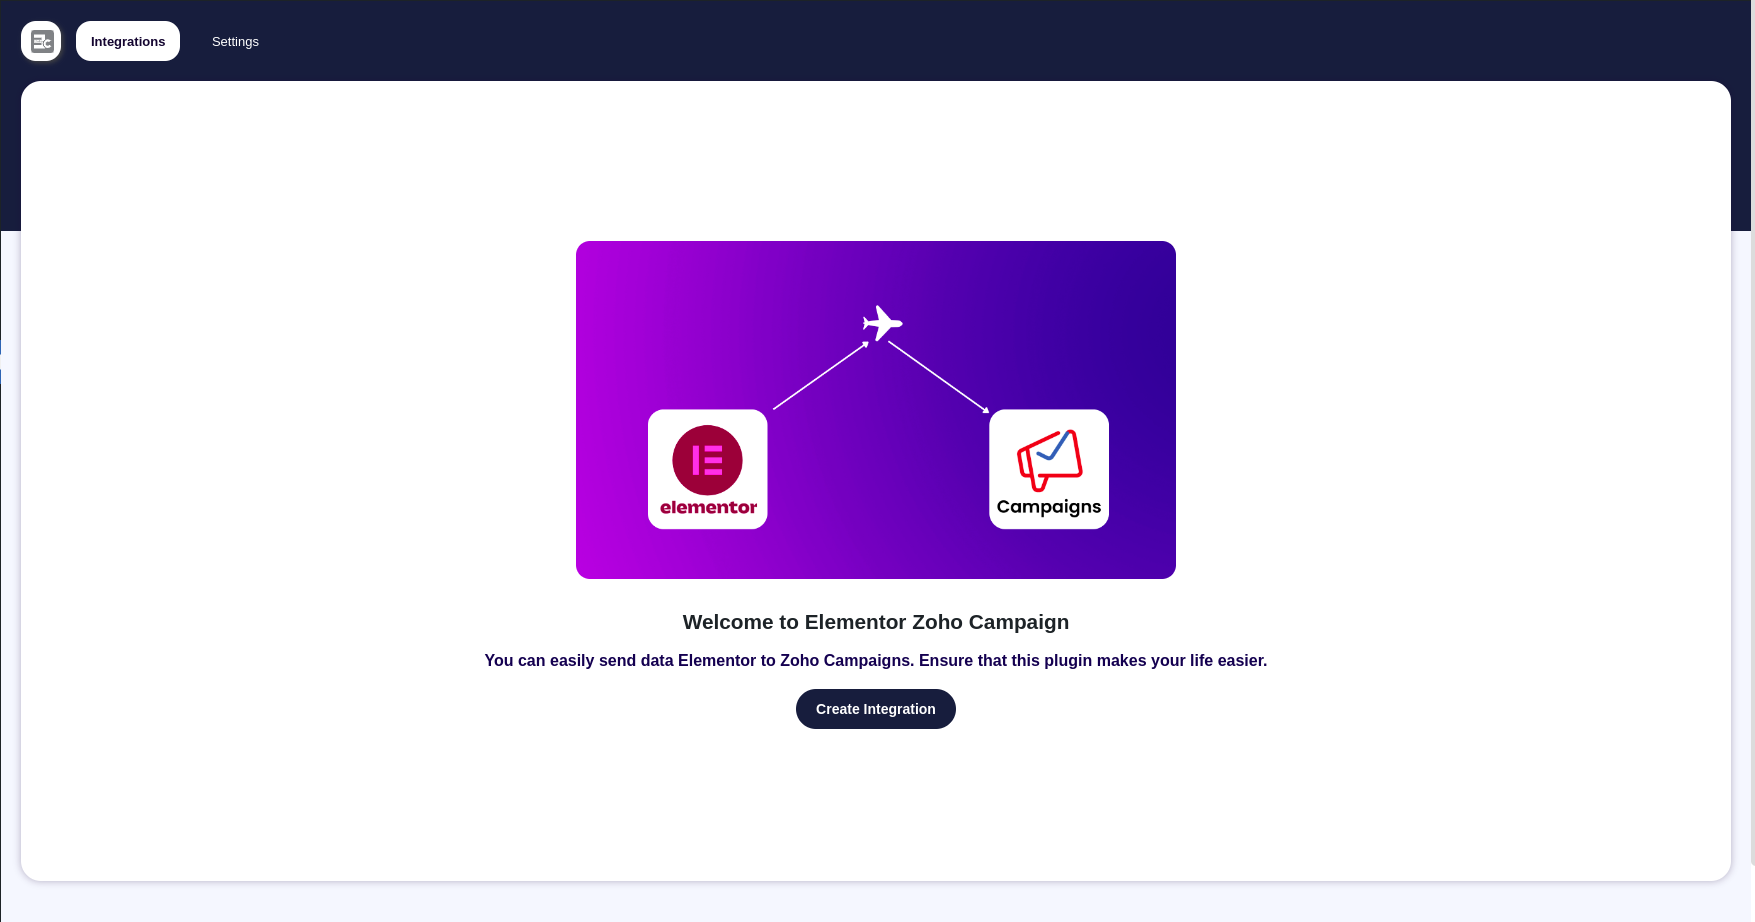 Integrations
Settings
elementor
Campaigns
Welcome to Elementor Zoho Campaign
You can easily send data Elementor to Zoho Campaigns. Ensure that this plugin makes your life easier.
Create Integration